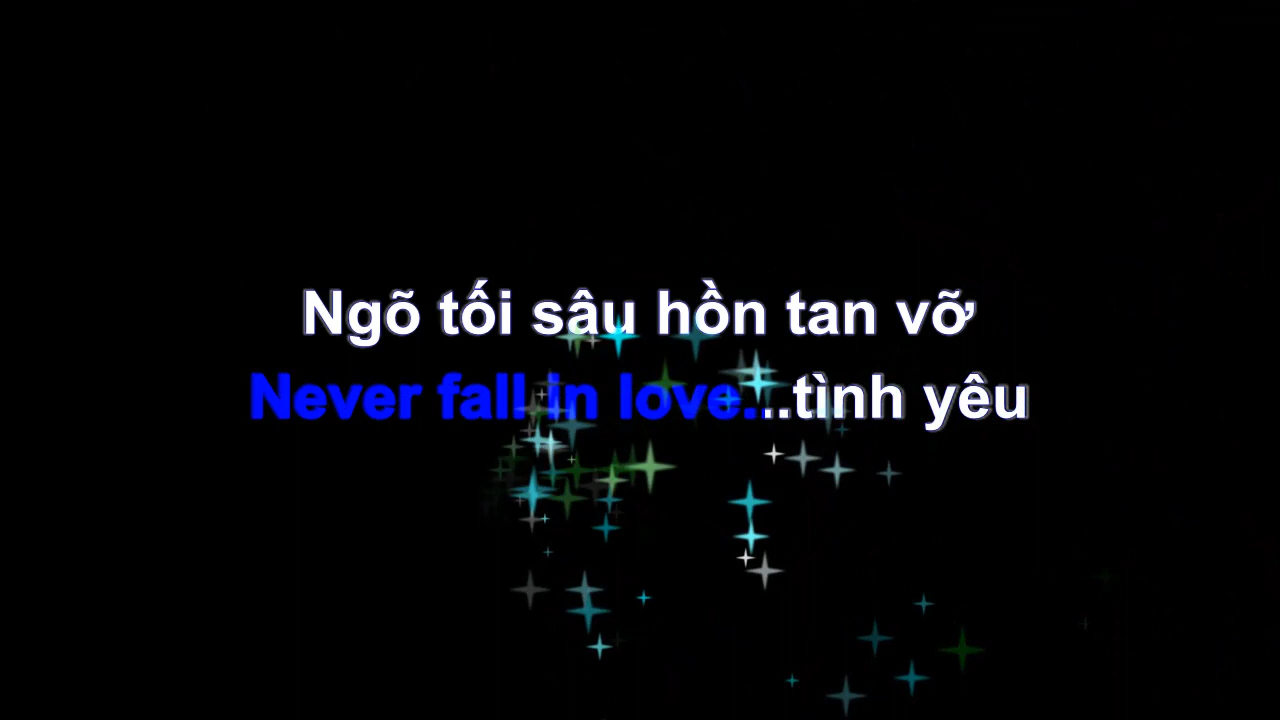 Ngõ tối sâu hồn tan vỡ
Never fall in love...tình yêu